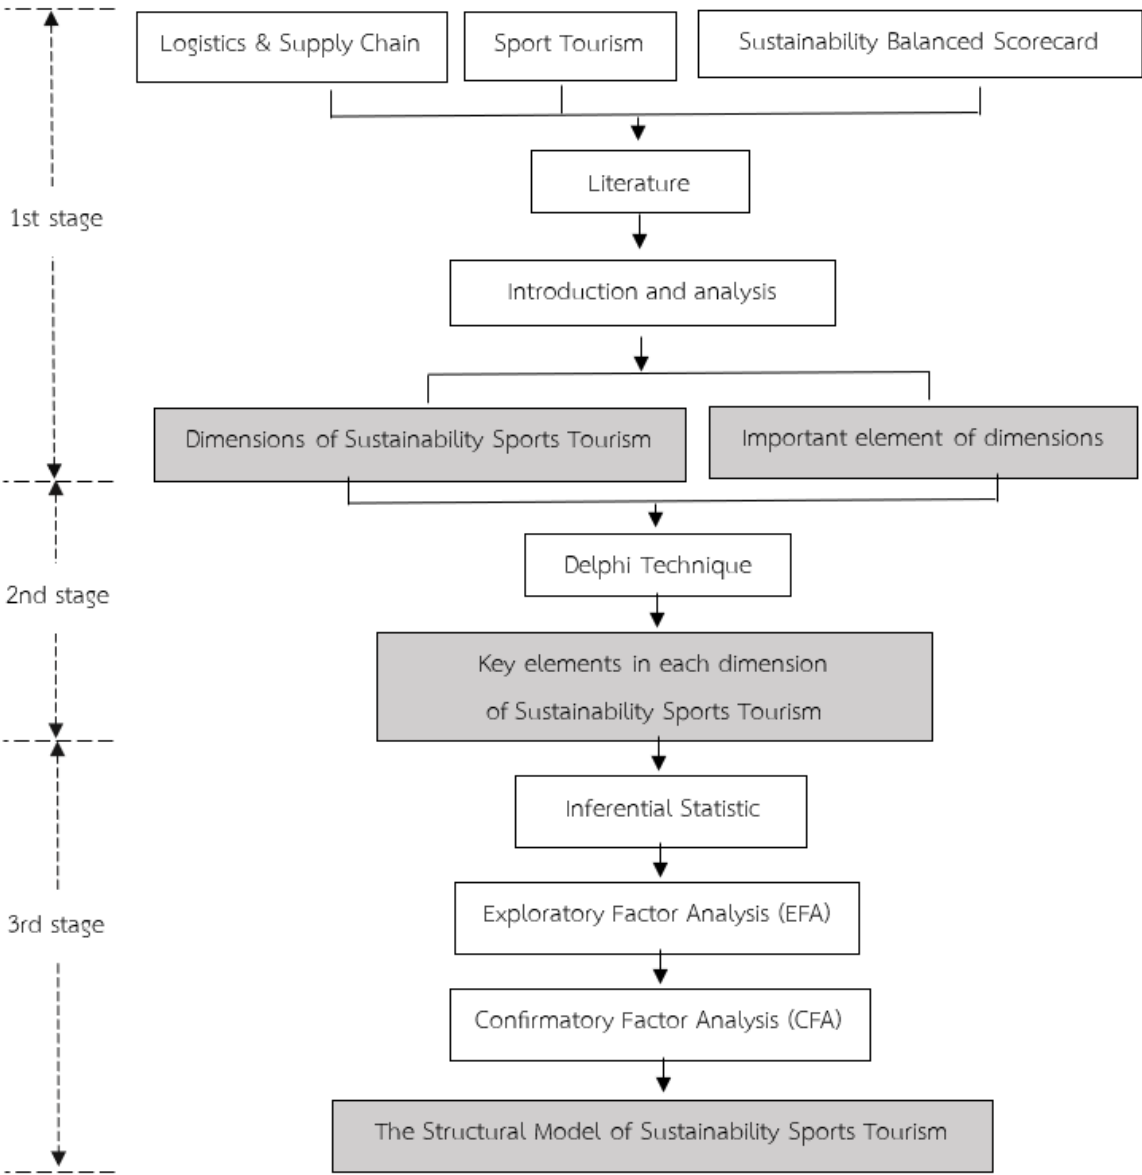 Logistics & Supply Chain
Sport Tourism
Sustainability Balanced Scorecard
Literature
1st stage
Introduction and analysis
Dimensions of Sustainability Sports Tourism
Important element of dimensions
Delphi Technique
2nd stage
Key elements in each dimension
of Sustainability Sports Tourism
Inferential Statistic
Exploratory Factor Analysis (EFA)
3rd stage
Confirmatory Factor Analysis (CFA)
The Structural Model of Sustainability Sports Tourism